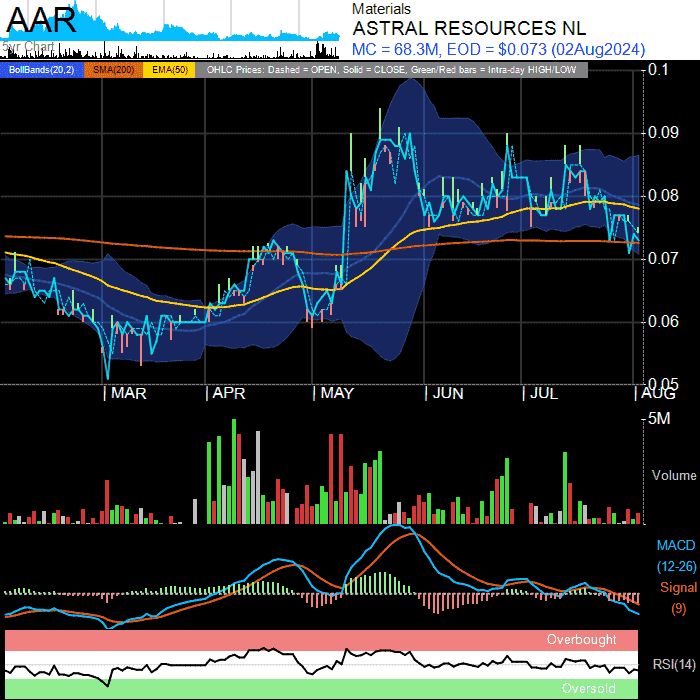 AAR
5yr Chart
Materials
ASTRAL RESOURCES NL
MC = 68.3M, EOD = $0.073 (02Aug2024)
BollBands(20,2) SMA(200) EMA(50) OHLC Prices: Dashed = OPEN, Solid = CLOSE, Green/Red bars = Intra-day HIGH/LOW
0.1
0.09
0.08
0.07
0.06
0.05
MAR APR MAY JUN JUL AUG
5M
Volume
MACD
(12-26)
Signal
(9)
Overbought
RSI(14)
Oversold